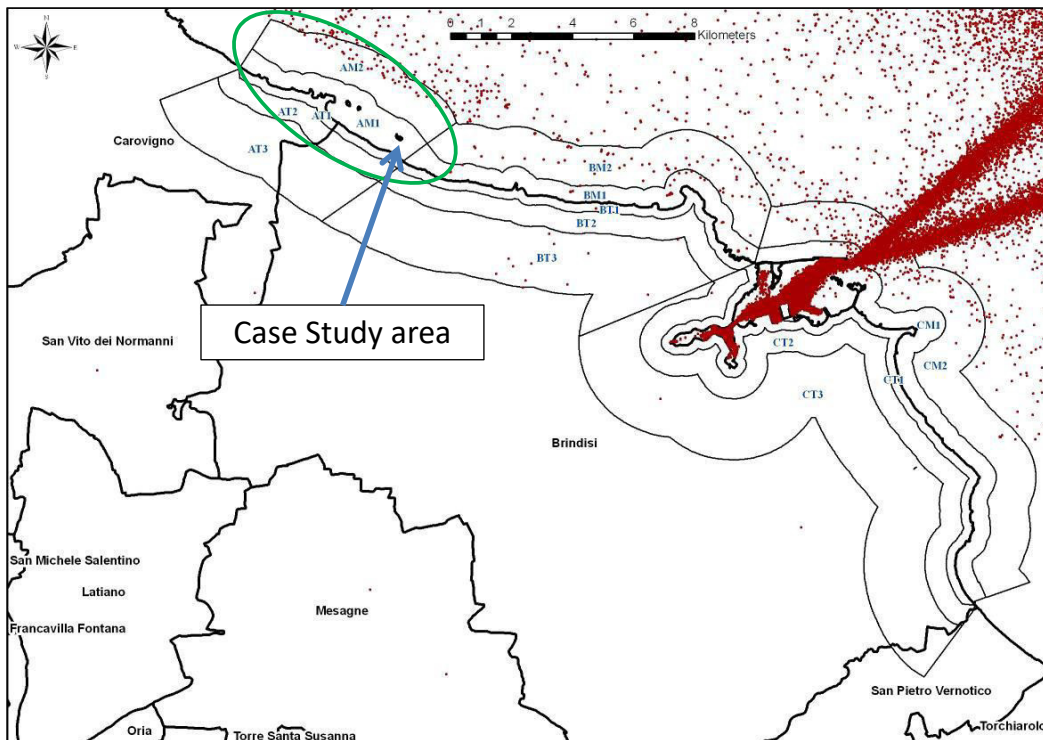 N
W E
S
0 1 2 4 6 8
Kilometers
AM2
AT2
AT1
AM1
Carovigno
AT3
BM2
BM1
BT1
BT2
BT3
Case Study area
San Vito dei Normanni
CM1
CT2
CM2
CT1
CT3
Brindisi
San Michele Salentino
Latiano
Mesagne
Francavilla Fontana
San Pietro Vernotico
Oria
Torre Santa Susanna
Torchiarolo